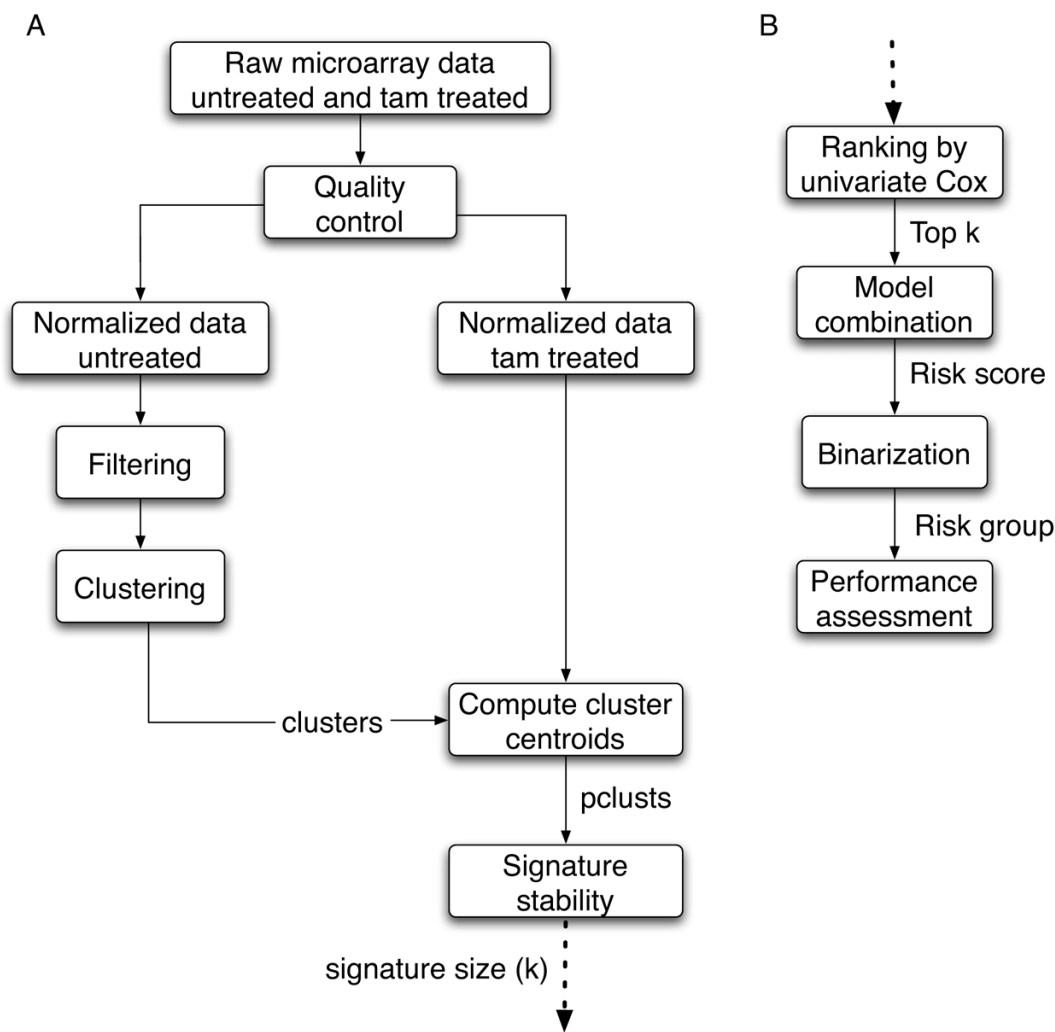 A
Raw microarray data
untreated and tam treated
Quality
control
Normalized data
untreated
Normalized data
tam treated
Filtering
Clustering
clusters
Compute cluster
centroids
pclusts
Signature
stability
signature size (k)
B
Ranking by
univariate Cox
Top k
Model
combination
Risk score
Binarization
Risk group
Performance
assessment